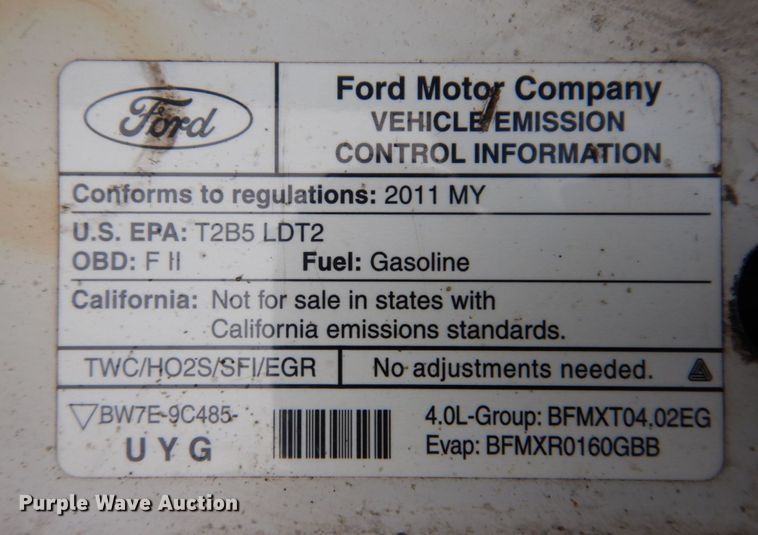 Ford
Ford Motor Company
VEHICLE EMISSION
CONTROL INFORMATION
Conforms to regulations: 2011 MY
U.S. EPA: T2B5 LDT2
OBD: F II Fuel: Gasoline
California: Not for sale in states with
California emissions standards.
TWC/HO2S/SFI/EGR No adjustments needed.
BW7E-9C485-
UYG
4.0L-Group: BFMXT04.02EG
Evap: BFMXR0160GBB
Purple Wave Auction